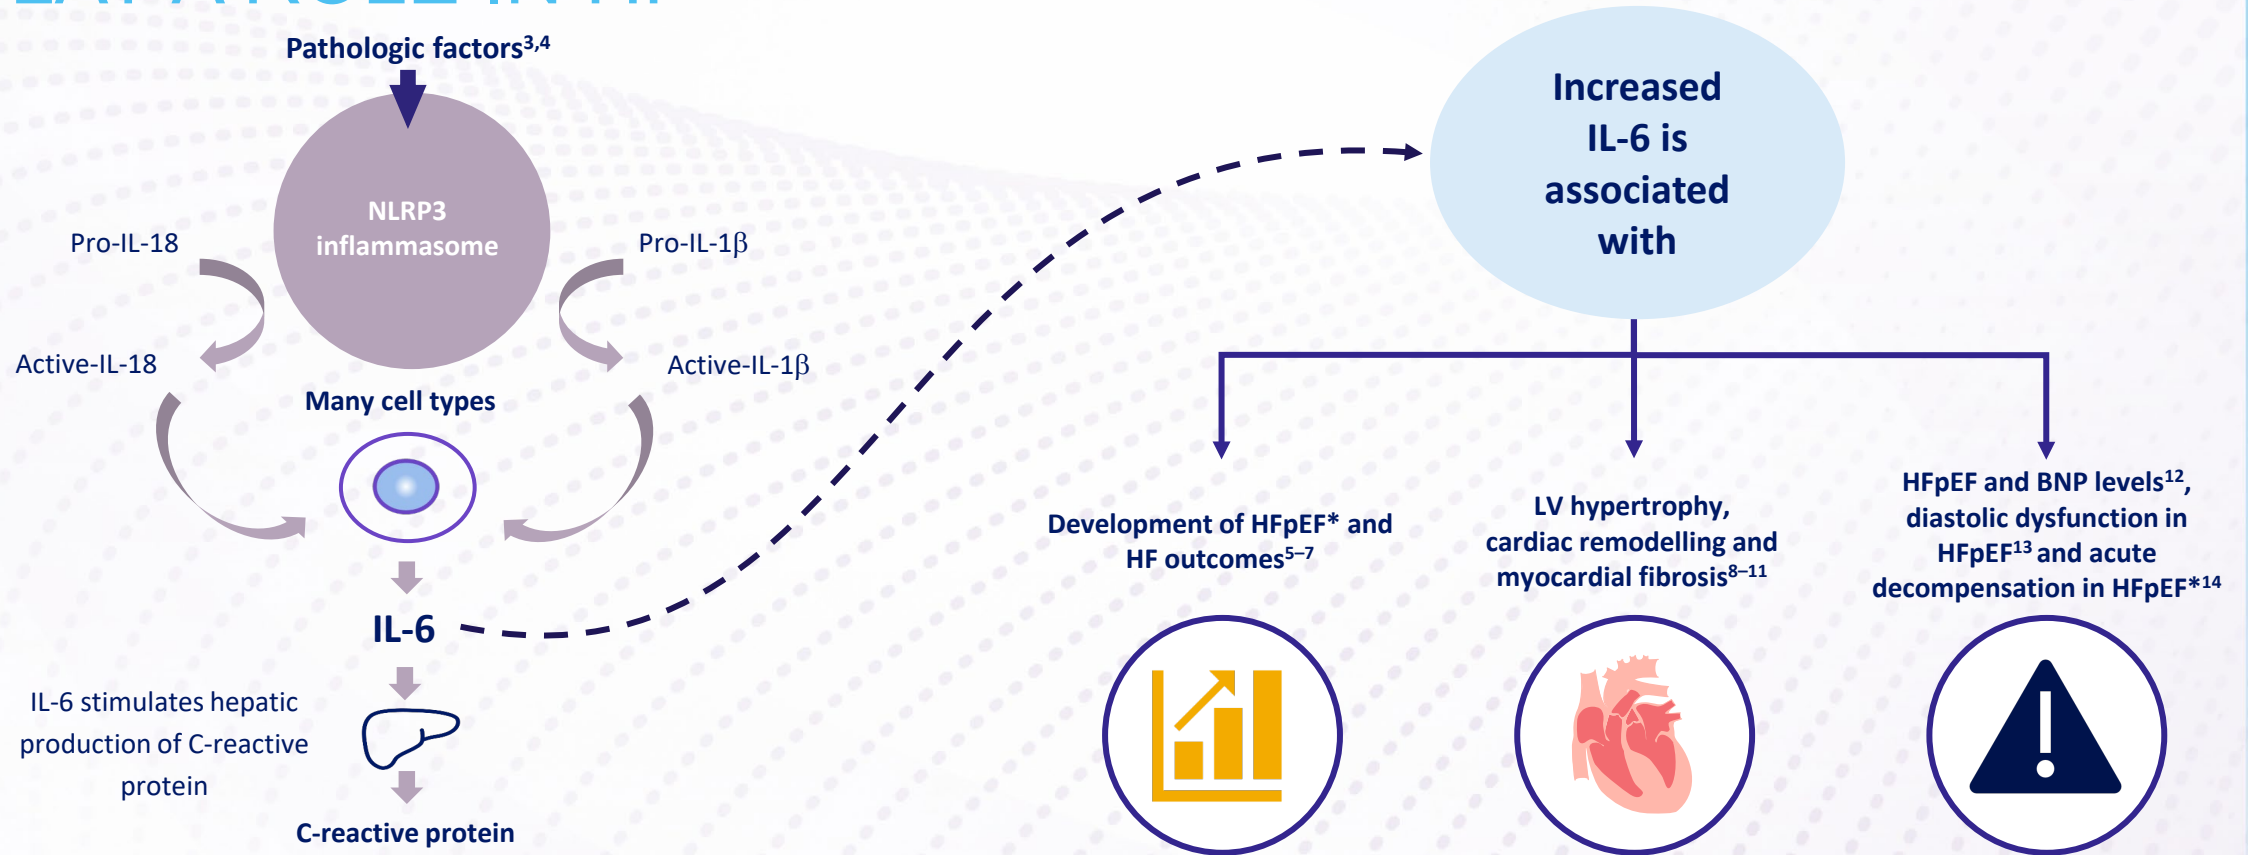 ROLE IN HF
Pathologic factors3,4
NLRP3
inflammasome
Pro-IL-18
Pro-IL-1β
Active-IL-18
Active-IL-1β
Many cell types
IL-6
IL-6 stimulates hepatic
production of C-reactive
protein
C-reactive protein
Increased
IL-6 is
associated
with
Development of HFpEF* and
HF outcomes5–7
LV hypertrophy,
cardiac remodelling and
myocardial fibrosis8–11
HFpEF and BNP levels12,
diastolic dysfunction in
HFpEF13 and acute
decompensation in HFpEF*14